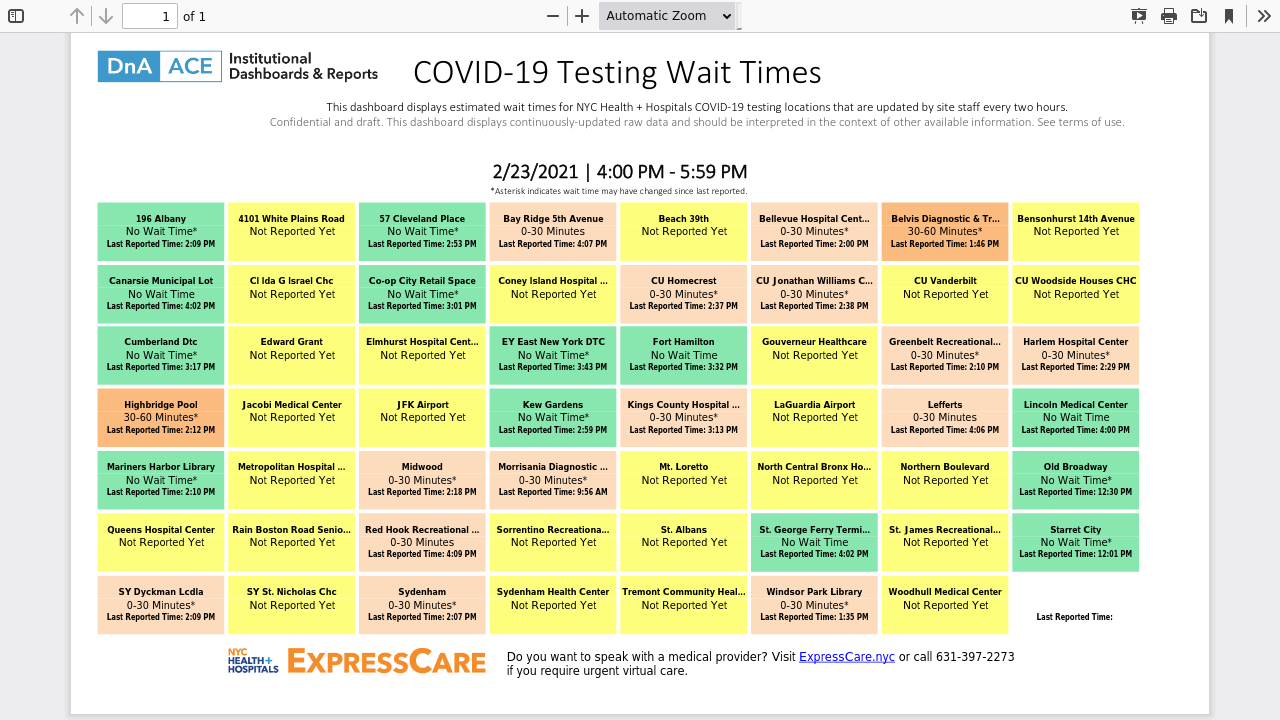 1 of 1
Automatic Zoom
DnA ACE Institutional
Dashboards & Reports
COVID-19 Testing Wait Times
This dashboard displays estimated wait times for NYC Health + Hospitals COVID-19 testing locations that are updated by site staff every two hours.
Confidential and draft. This dashboard displays continuously-updated raw data and should be interpreted in the context of other available information. See terms of use.
2/23/2021 | 4:00 PM - 5:59 PM
*Asterisk indicates wait time may have changed since last reported.
196 Albany
No Wait Time*
Last Reported Time: 2:09 PM
4101 White Plains Road
Not Reported Yet
57 Cleveland Place
No Wait Time*
Last Reported Time: 2:53 PM
Bay Ridge 5th Avenue
0-30 Minutes
Last Reported Time: 4:07 PM
Beach 39th
Not Reported Yet
Bellevue Hospital Cent...
0-30 Minutes*
Last Reported Time: 2:00 PM
Belvis Diagnostic & Tr...
30-60 Minutes*
Last Reported Time: 1:46 PM
Bensonhurst 14th Avenue
Not Reported Yet
Canarsie Municipal Lot
No Wait Time
Last Reported Time: 4:02 PM
Cl Ida G Israel Chc
Not Reported Yet
Co-op City Retail Space
No Wait Time*
Last Reported Time: 3:01 PM
Coney Island Hospital ...
Not Reported Yet
CU Homecrest
0-30 Minutes*
Last Reported Time: 2:37 PM
CU Jonathan Williams C...
0-30 Minutes*
Last Reported Time: 2:38 PM
CU Vanderbilt
Not Reported Yet
CU Woodside Houses CHC
Not Reported Yet
Cumberland Dtc
No Wait Time*
Last Reported Time: 3:17 PM
Edward Grant
Not Reported Yet
Elmhurst Hospital Cent...
Not Reported Yet
EY East New York DTC
No Wait Time*
Last Reported Time: 3:43 PM
Fort Hamilton
No Wait Time
Last Reported Time: 3:32 PM
Gouverneur Healthcare
Not Reported Yet
Greenbelt Recreational...
0-30 Minutes*
Last Reported Time: 2:10 PM
Harlem Hospital Center
0-30 Minutes*
Last Reported Time: 2:29 PM
Highbridge Pool
30-60 Minutes*
Last Reported Time: 2:12 PM
Jacobi Medical Center
Not Reported Yet
JFK Airport
Not Reported Yet
Kew Gardens
No Wait Time*
Last Reported Time: 2:59 PM
Kings County Hospital ...
0-30 Minutes*
Last Reported Time: 3:13 PM
LaGuardia Airport
Not Reported Yet
Lefferts
0-30 Minutes
Last Reported Time: 4:06 PM
Lincoln Medical Center
No Wait Time
Last Reported Time: 4:00 PM
Mariners Harbor Library
No Wait Time*
Last Reported Time: 2:10 PM
Metropolitan Hospital ...
Not Reported Yet
Midwood
0-30 Minutes*
Last Reported Time: 2:18 PM
Morrisania Diagnostic ...
0-30 Minutes*
Last Reported Time: 9:56 AM
Mt. Loretto
Not Reported Yet
North Central Bronx Ho...
Not Reported Yet
Northern Boulevard
Not Reported Yet
Old Broadway
No Wait Time*
Last Reported Time: 12:30 PM
Queens Hospital Center
Not Reported Yet
Rain Boston Road Senio...
Not Reported Yet
Red Hook Recreational ...
0-30 Minutes
Last Reported Time: 4:09 PM
Sorrentino Recreationa...
Not Reported Yet
St. Albans
Not Reported Yet
St. George Ferry Termi...
No Wait Time
Last Reported Time: 4:02 PM
St. James Recreational...
Not Reported Yet
Starret City
No Wait Time*
Last Reported Time: 12:01 PM
SY Dyckman Lcdla
0-30 Minutes*
Last Reported Time: 2:09 PM
SY St. Nicholas Chc
Not Reported Yet
Sydenham
0-30 Minutes*
Last Reported Time: 2:07 PM
Sydenham Health Center
Not Reported Yet
Tremont Community Heal...
Not Reported Yet
Windsor Park Library
0-30 Minutes*
Last Reported Time: 1:35 PM
Woodhull Medical Center
Not Reported Yet
Last Reported Time:
NYC
HEALTH+
HOSPITALS
EXPRESSCARE
Do you want to speak with a medical provider? Visit ExpressCare.nyc or call 631-397-2273
if you require urgent virtual care.